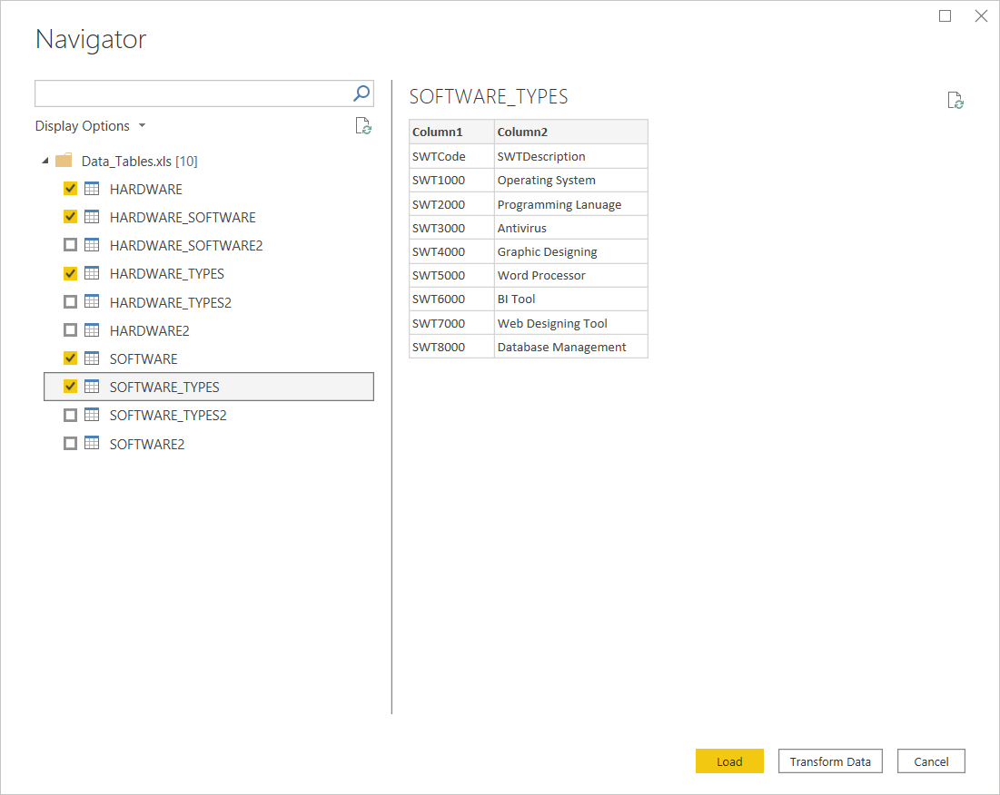 Navigator
Display Options
Data_Tables.xls [10]
HARDWARE
HARDWARE_SOFTWARE
HARDWARE_SOFTWARE2
HARDWARE_TYPES
HARDWARE_TYPES2
HARDWARE2
SOFTWARE
SOFTWARE_TYPES
SOFTWARE_TYPES2
SOFTWARE2
SOFTWARE_TYPES
Column1 Column2
SWTCode SWTDescription
SWT1000 Operating System
SWT2000 Programming Lanuage
SWT3000 Antivirus
SWT4000 Graphic Designing
SWT5000 Word Processor
SWT6000 BI Tool
SWT7000 Web Designing Tool
SWT8000 Database Management
Load Transform Data Cancel